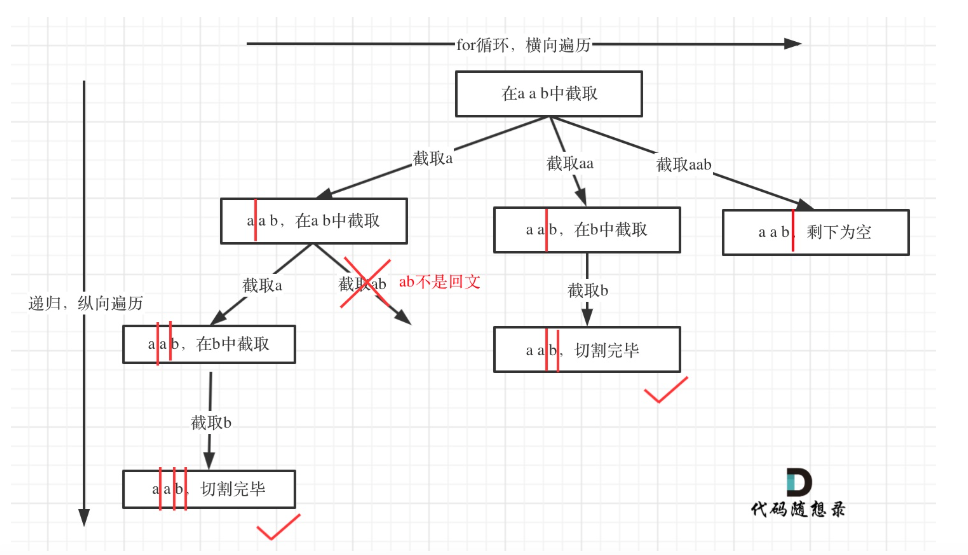 for循环，横向遍历
在a a b中截取
截取a
截取aa
截取aab
a a b，在a b中截取
a a b，在b中截取
a a b，剩下为空
截取a
截取ab
ab不是回文
截取b
递归，纵向遍历
a a b，在b中截取
a a b，切割完毕
截取b
a a b，切割完毕
代码随想录